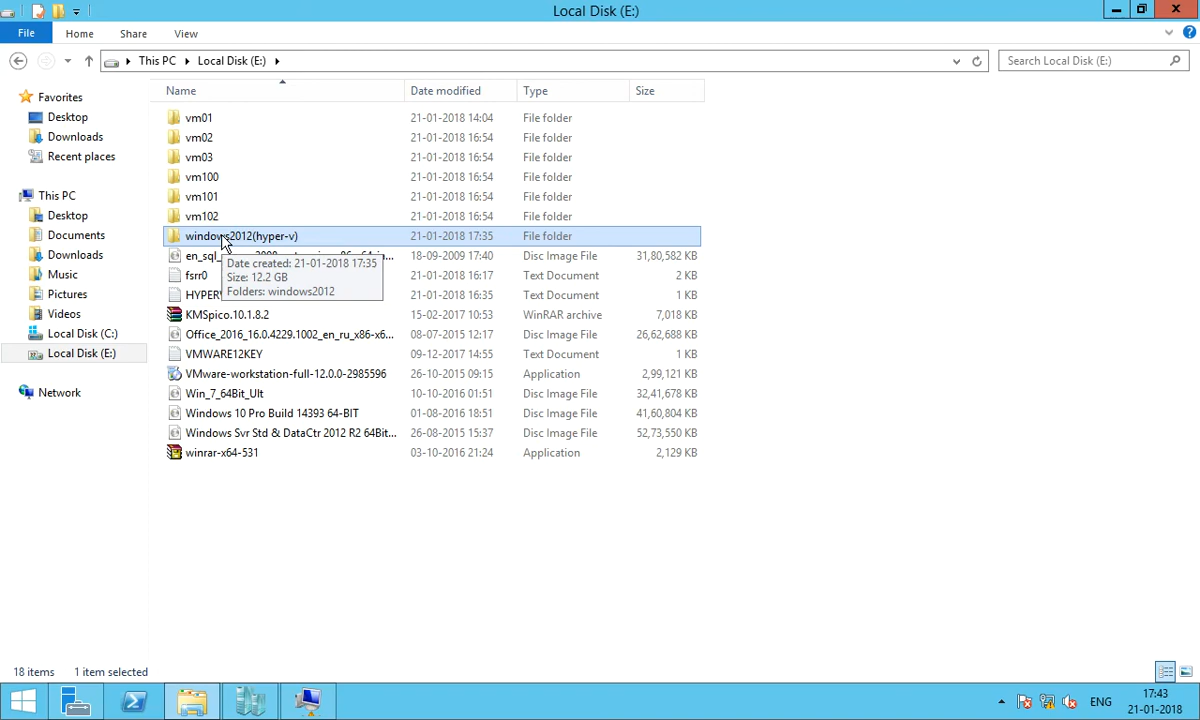 Local Disk (E:)
File Home Share View
This PC Local Disk (E:) Search Local Disk (E:)
Name Date modified Type Size
Favorites
Desktop
Downloads
Recent places
This PC
Desktop
Documents
Downloads
Music
Pictures
Videos
Local Disk (C:)
Local Disk (E:)
Network
vm01 21-01-2018 14:04 File folder
vm02 21-01-2018 16:54 File folder
vm03 21-01-2018 16:54 File folder
vm100 21-01-2018 16:54 File folder
vm101 21-01-2018 16:54 File folder
vm102 21-01-2018 16:54 File folder
windows2012(hyper-v) 21-01-2018 17:35 File folder
18-09-2009 17:40 Disc Image File 31,80,582 KB
fsrr0 21-01-2018 16:17 Text Document 2 KB
21-01-2018 16:35 Text Document 1 KB
KMSpico.10.1.8.2 15-02-2017 10:53 WinRAR archive 7,018 KB
Office_2016_16.0.4229.1002_en_ru_x86-x6... 08-07-2015 12:17 Disc Image File 26,62,688 KB
VMWARE12KEY 09-12-2017 14:55 Text Document 1 KB
VMware-workstation-full-12.0.0-2985596 26-10-2015 09:15 Application 2,99,121 KB
Win_7_64Bit_Ult 10-10-2016 01:51 Disc Image File 32,41,678 KB
Windows 10 Pro Build 14393 64-BIT 01-08-2016 18:51 Disc Image File 41,60,804 KB
Windows Svr Std & DataCtr 2012 R2 64Bit... 26-08-2015 15:37 Disc Image File 52,73,550 KB
winrar-x64-531 03-10-2016 21:24 Application 2,129 KB
Date created: 21-01-2018 17:35
Size: 12.2 GB
Folders: windows2012
18 items 1 item selected
ENG 17:43
21-01-2018